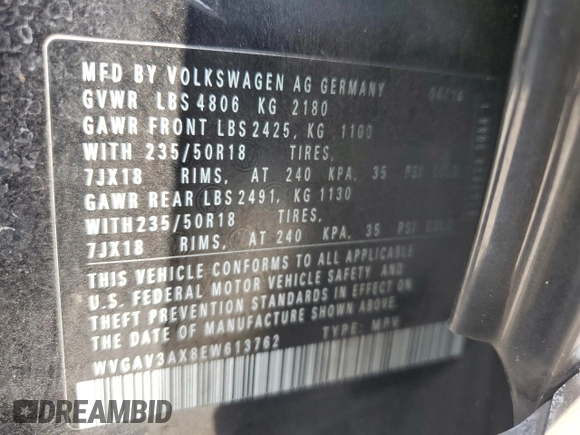 MFD BY VOLKSWAGEN AG GERMANY
GVWR LBS 4806 KG 2180
GAWR FRONT LBS 2425, KG 1100
WITH 235/50R18 TIRES,
7JX18 RIMS, AT 240 KPA, 35 PSI COLD
GAWR REAR LBS 2491, KG 1130
WITH 235/50R18 TIRES,
7JX18 RIMS, AT 240 KPA, 35 PSI COLD
THIS VEHICLE CONFORMS TO ALL APPLICABLE
U.S. FEDERAL MOTOR VEHICLE SAFETY AND
THEFT PREVENTION STANDARDS IN EFFECT ON
THE DATE OF MANUFACTURE SHOWN ABOVE.
WVGAV3AX8EW613762 TYPE: MPV
DREAMBID